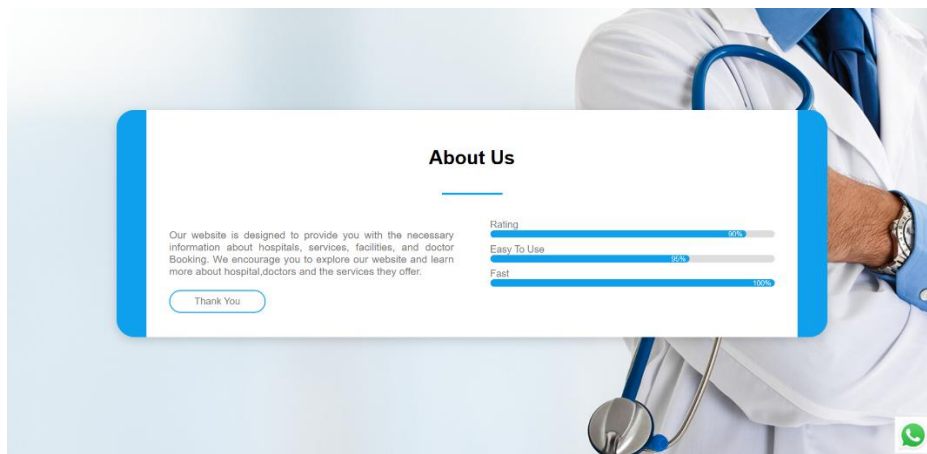 About Us
Our website is designed to provide you with the necessary
information about hospitals, services, facilities, and doctor
Booking. We encourage you to explore our website and learn
more about hospital,doctors and the services they offer.
Thank You
Rating
90%
Easy To Use
95%
Fast
100%